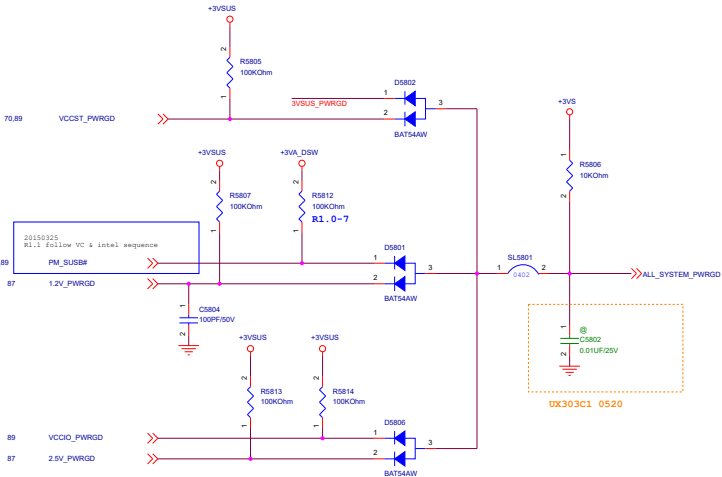 +3VSUS
2
R5805
100KOhm
1
D5802
1
3VSUS_PWRGD
3
2
70,89 VCCST_PWRGD
BAT54AW
+3VS
1
R5806
10KOhm
2
+3VSUS
+3VA_DSW
2
R5807
100KOhm
1
2
R5812
100KOhm
R1.0-7
1
20150325
R1.1 follow VC & intel sequence
D5801
89 PM_SUSB#
1
3
87 1.2V_PWRGD
2
BAT54AW
SL5801
1
2
0402
ALL_SYSTEM_PWRGD
1
C5804
100PF/50V
2
1
@
C5802
0.01UF/25V
2
UX303C1 0520
+3VSUS
+3VSUS
2
R5813
100KOhm
1
2
R5814
100KOhm
1
D5806
89 VCCIO_PWRGD
1
3
87 2.5V_PWRGD
2
BAT54AW